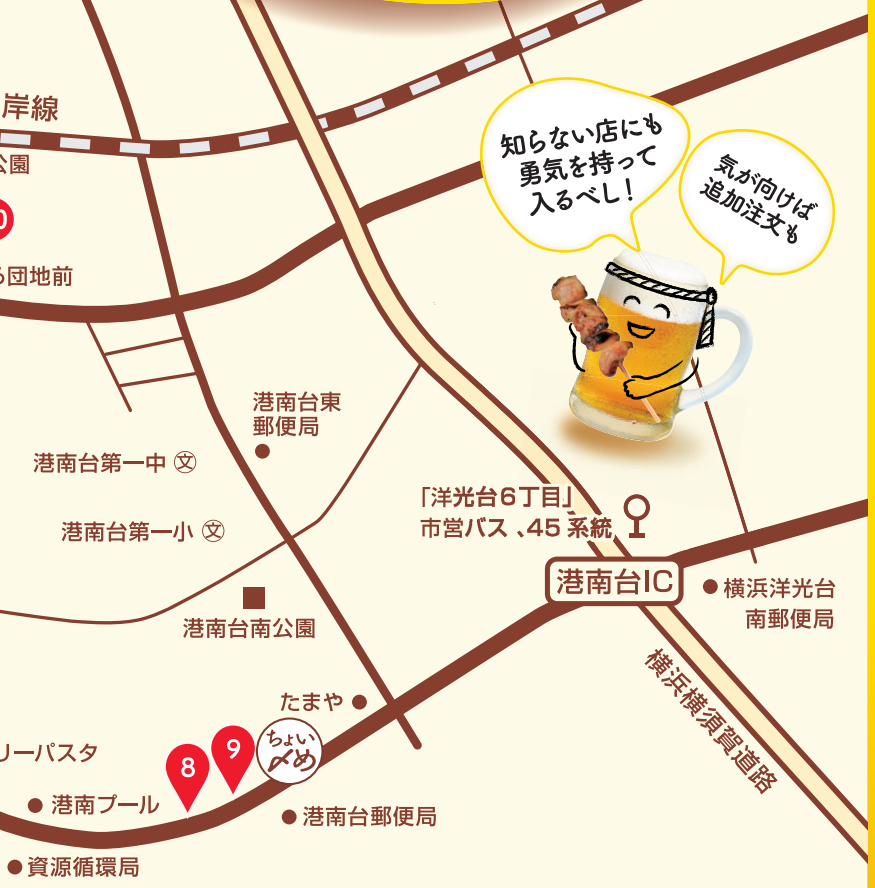 岸線
公園
知らない店にも
勇気を持って
入るべし！
気が向けば
追加注文も
団地前
港南台東
郵便局
港南台第一中 文
港南台第一小 文
「洋光台6丁目」
市営バス 、45 系統
港南台IC
横浜洋光台
南郵便局
港南台南公園
横浜横須賀道路
たまや
ちょい
〆め
リーパスタ
8
9
港南プール
港南台郵便局
資源循環局